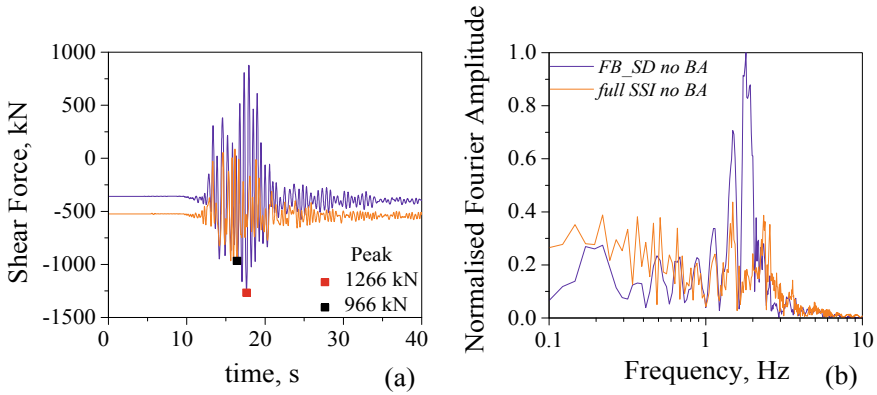 Shear Force, kN
1000
500
0
-500
-1000
-1500
Peak
1266 kN
966 kN
0
10
20
30
40
time, s
(a)
Normalised Fourier Amplitude
1.0
0.8
0.6
0.4
0.2
0.0
FB_SD no BA
full SSI no BA
0.1
1
10
Frequency, Hz
(b)